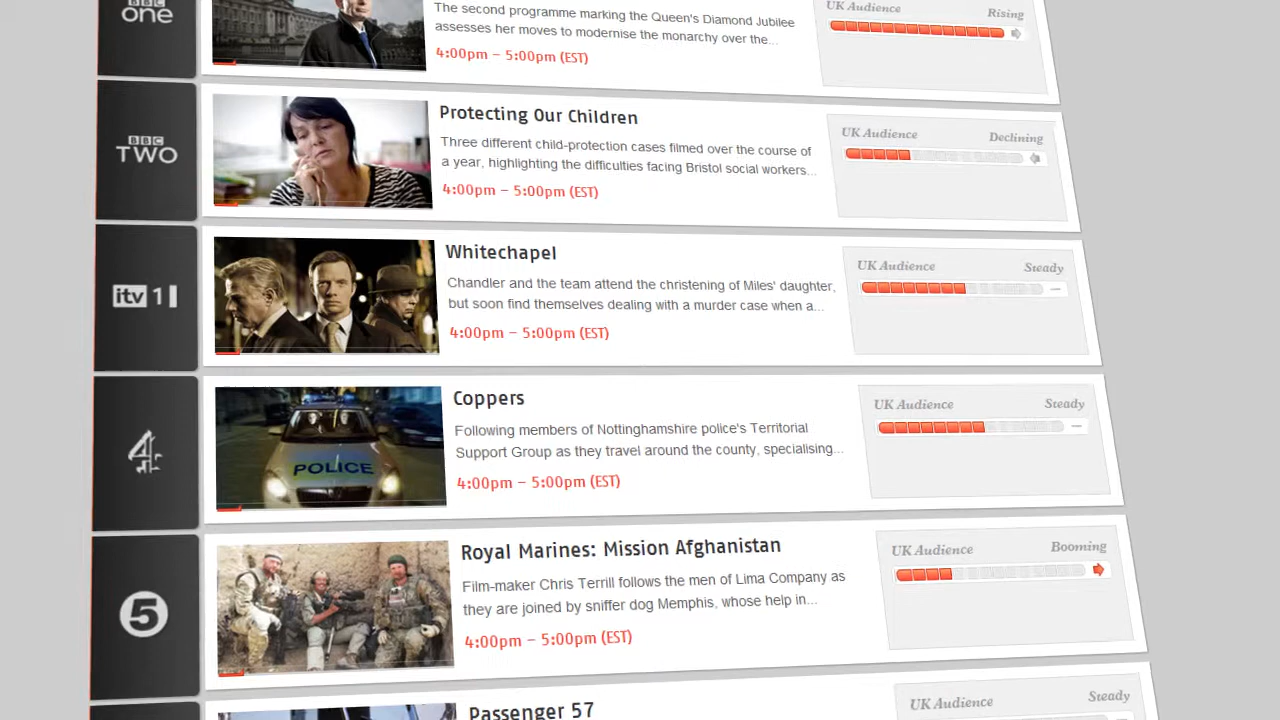 BBC
one
The second programme marking the Queen's Diamond Jubilee
assesses her moves to modernise the monarchy over the...
4:00pm – 5:00pm (EST)
UK Audience Rising
BBC
TWO
Protecting Our Children
Three different child-protection cases filmed over the course of
a year, highlighting the difficulties facing Bristol social workers...
4:00pm – 5:00pm (EST)
UK Audience Declining
itv 1
Whitechapel
Chandler and the team attend the christening of Miles' daughter,
but soon find themselves dealing with a murder case when a...
4:00pm – 5:00pm (EST)
UK Audience Steady
4
Coppers
Following members of Nottinghamshire police's Territorial
Support Group as they travel around the county, specialising...
4:00pm – 5:00pm (EST)
UK Audience Steady
POLICE
5
Royal Marines: Mission Afghanistan
Film-maker Chris Terrill follows the men of Lima Company as
they are joined by sniffer dog Memphis, whose help in...
4:00pm – 5:00pm (EST)
UK Audience Booming
Passenger 57
UK Audience Steady